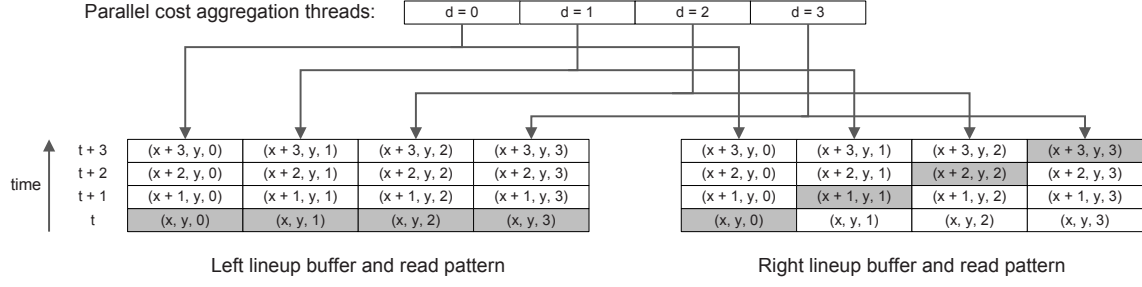 Parallel cost aggregation threads: d = 0 d = 1 d = 2 d = 3
time
t + 3 (x + 3, y, 0) (x + 3, y, 1) (x + 3, y, 2) (x + 3, y, 3) (x + 3, y, 0) (x + 3, y, 1) (x + 3, y, 2) (x + 3, y, 3)
t + 2 (x + 2, y, 0) (x + 2, y, 1) (x + 2, y, 2) (x + 2, y, 3) (x + 2, y, 0) (x + 2, y, 1) (x + 2, y, 2) (x + 2, y, 3)
t + 1 (x + 1, y, 0) (x + 1, y, 1) (x + 1, y, 2) (x + 1, y, 3) (x + 1, y, 0) (x + 1, y, 1) (x + 1, y, 2) (x + 1, y, 3)
t (x, y, 0) (x, y, 1) (x, y, 2) (x, y, 3) (x, y, 0) (x, y, 1) (x, y, 2) (x, y, 3)
Left lineup buffer and read pattern Right lineup buffer and read pattern